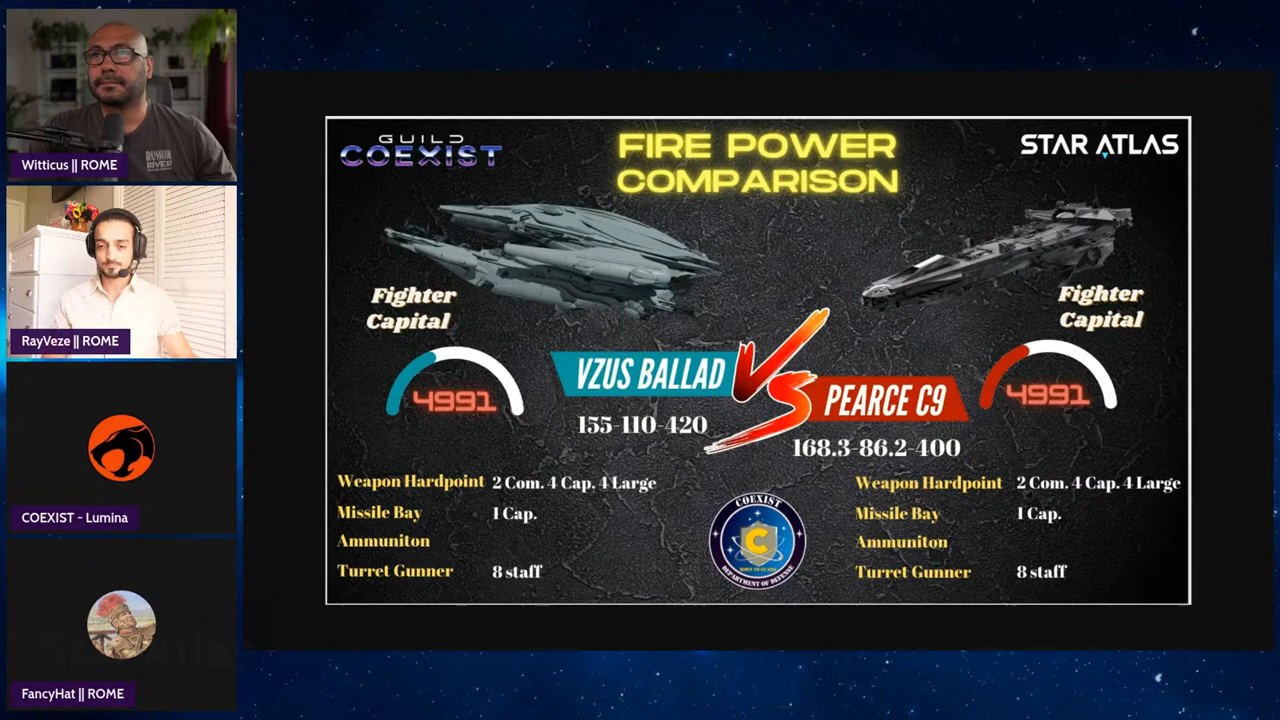 Witticus || ROME
RayVeze || ROME
COEXIST - Lumina
FancyHat || ROME
GUILD
COEXIST
FIRE POWER
COMPARISON
STAR ATLAS
Fighter
Capital
Fighter
Capital
4991
VZUS BALLAD
VS
PEARCE C9
4991
155-110-420
168.3-86.2-400
Weapon Hardpoint 2 Com. 4 Cap. 4 Large
Missile Bay 1 Cap.
Ammuniton
Turret Gunner 8 staff
Weapon Hardpoint 2 Com. 4 Cap. 4 Large
Missile Bay 1 Cap.
Ammuniton
Turret Gunner 8 staff
COEXIST
C
DEPARTMENT OF DEFENSE
RUSSIAN
RIVER